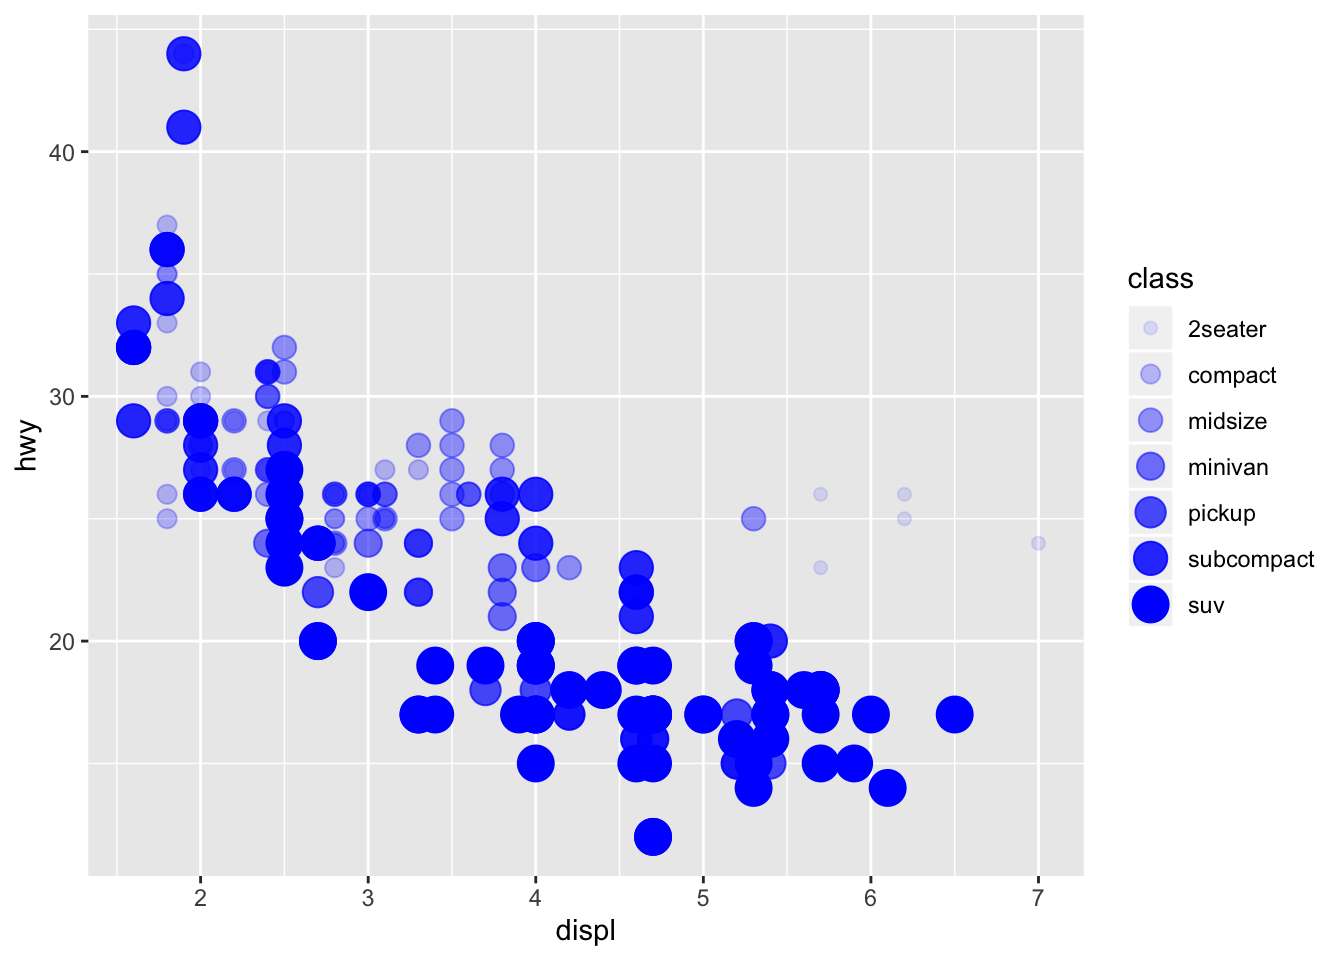 40
30
20
hwy
2 3 4 5 6 7
displ
class
2seater
compact
midsize
minivan
pickup
subcompact
suv